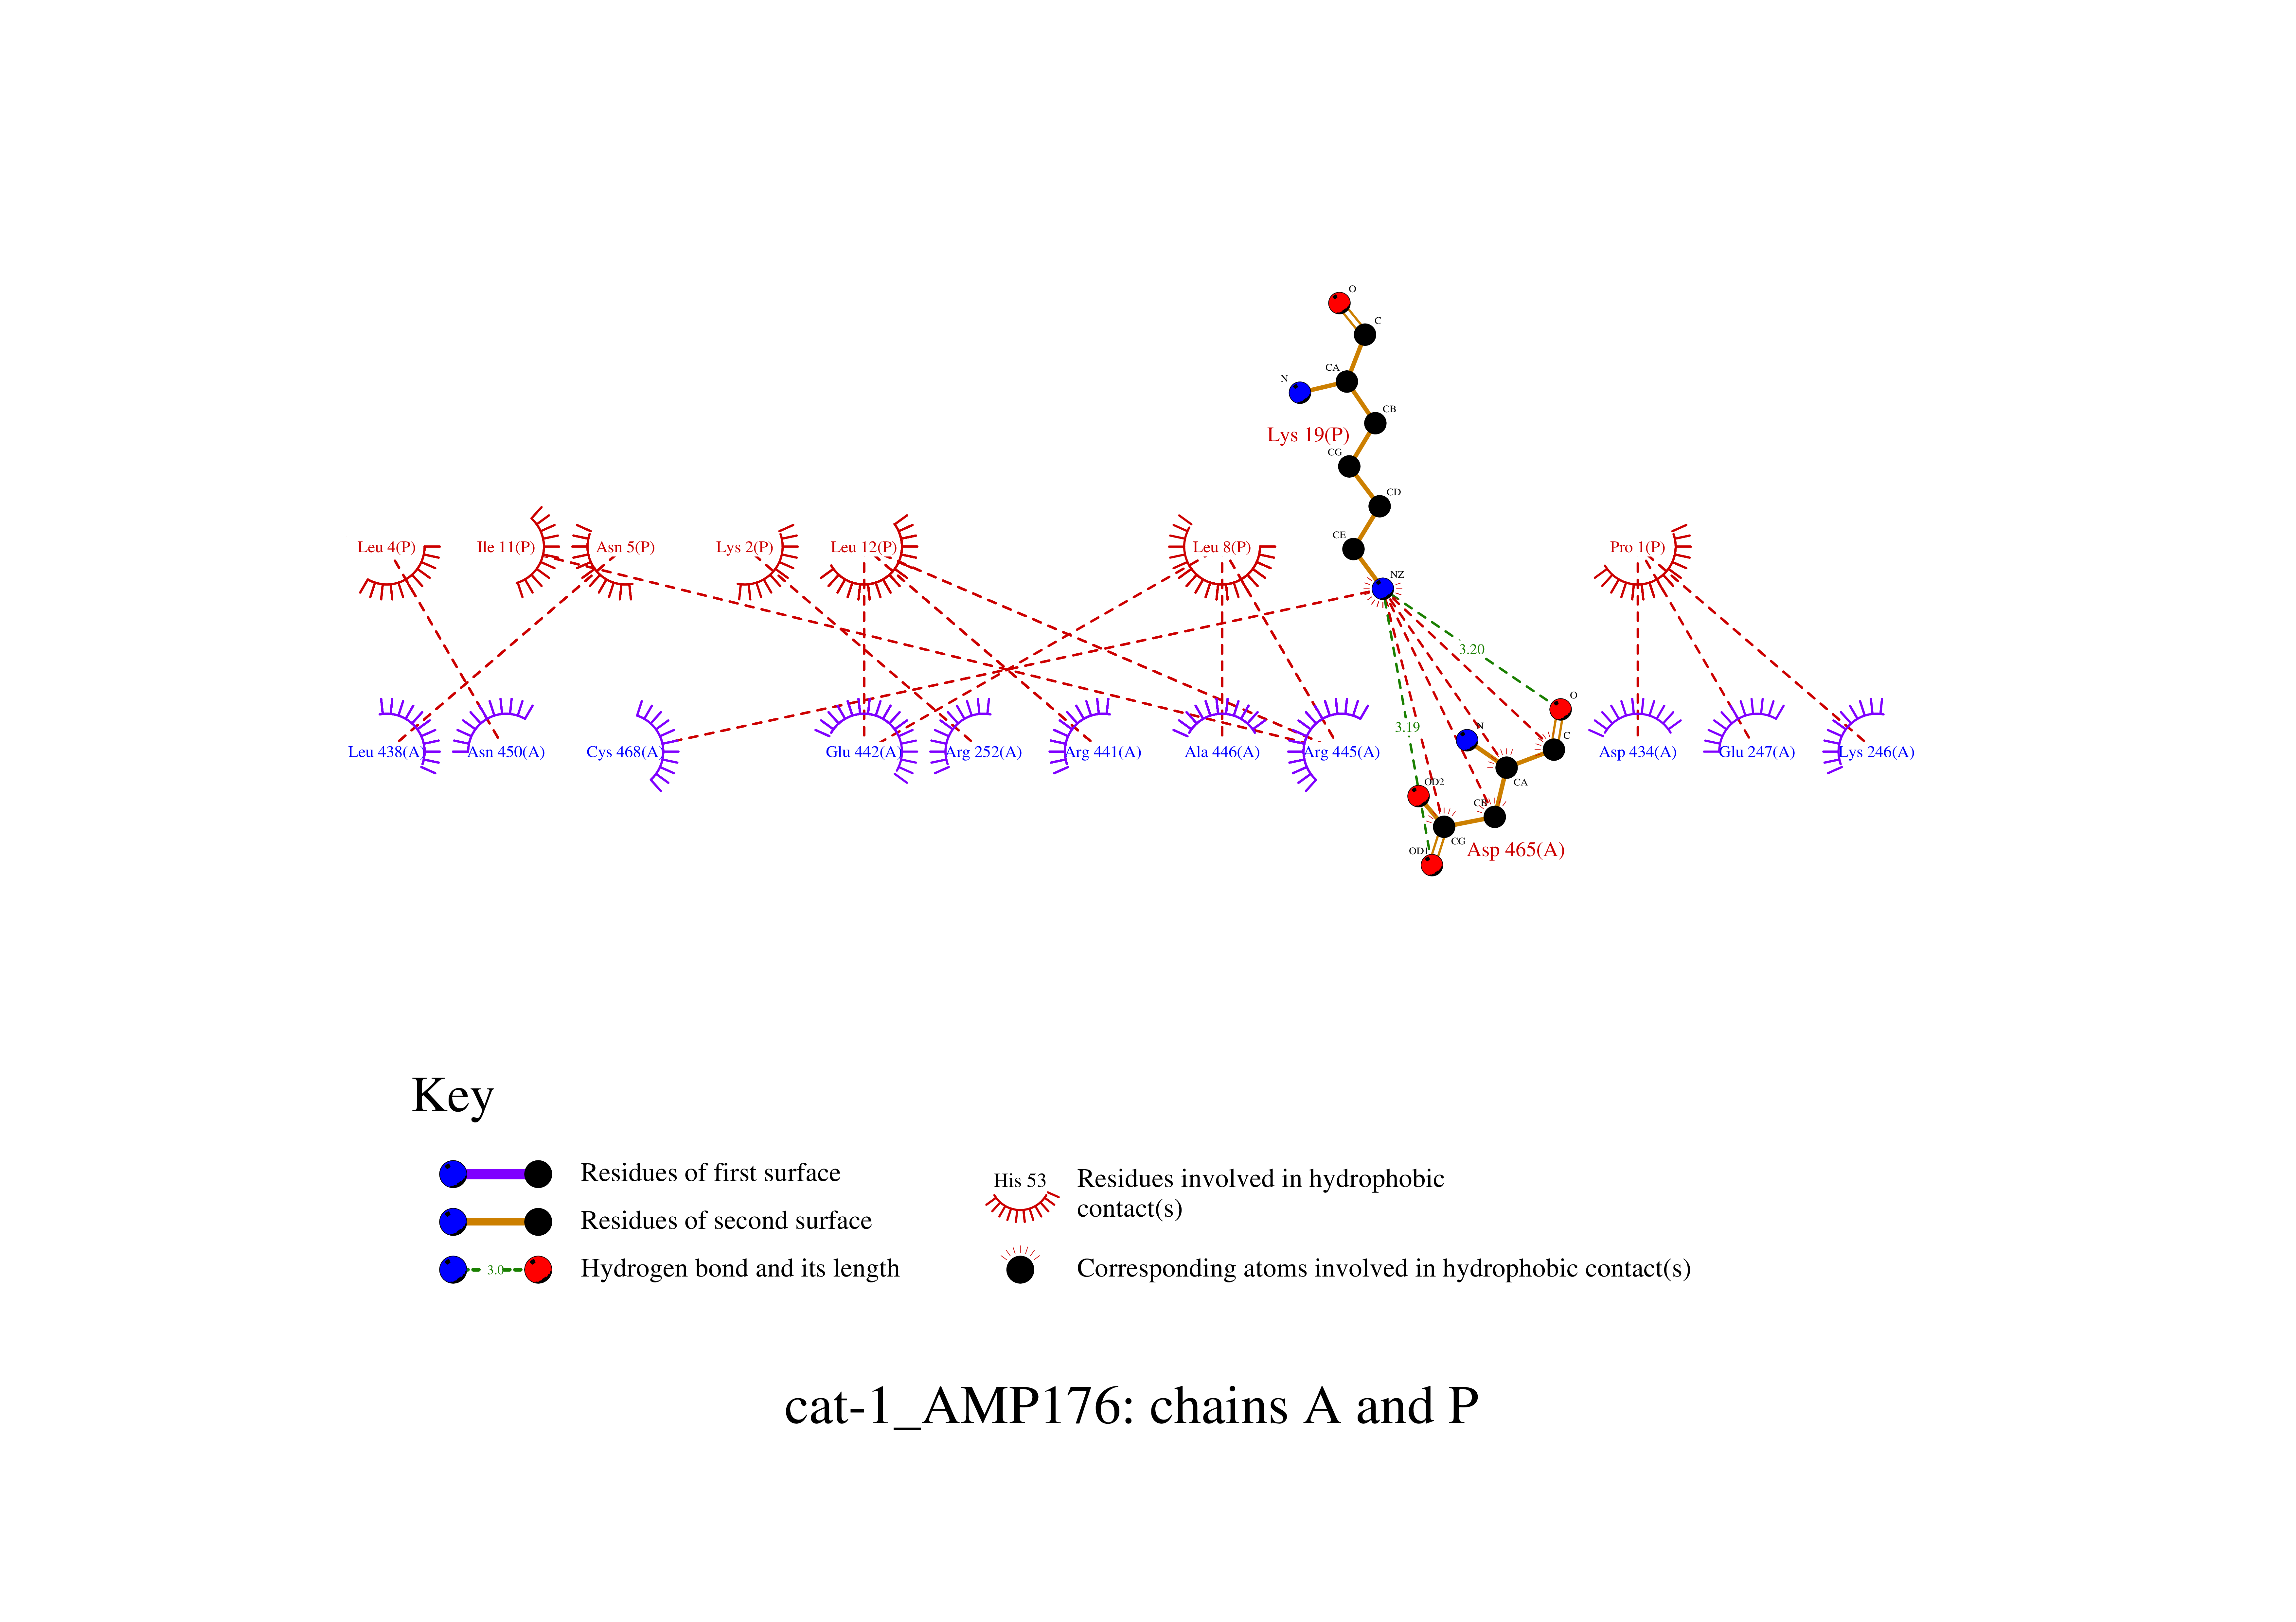 O
C
CA
N
CB
Lys 19(P)
CG
CD
CE
NZ
Leu 4(P) Ile 11(P) Asn 5(P) Lys 2(P) Leu 12(P) Leu 8(P) Pro 1(P)
3.20
3.19
O
N
C
Leu 438(A) Asn 450(A) Cys 468(A) Glu 442(A) Arg 252(A) Arg 441(A) Ala 446(A) Arg 445(A) Asp 434(A) Glu 247(A) Lys 246(A)
OD2
CA
CB
CG
OD1
Asp 465(A)
Key
Residues of first surface
Residues of second surface
3.0 Hydrogen bond and its length
His 53
Residues involved in hydrophobic
contact(s)
Corresponding atoms involved in hydrophobic contact(s)
cat-1_AMP176: chains A and P